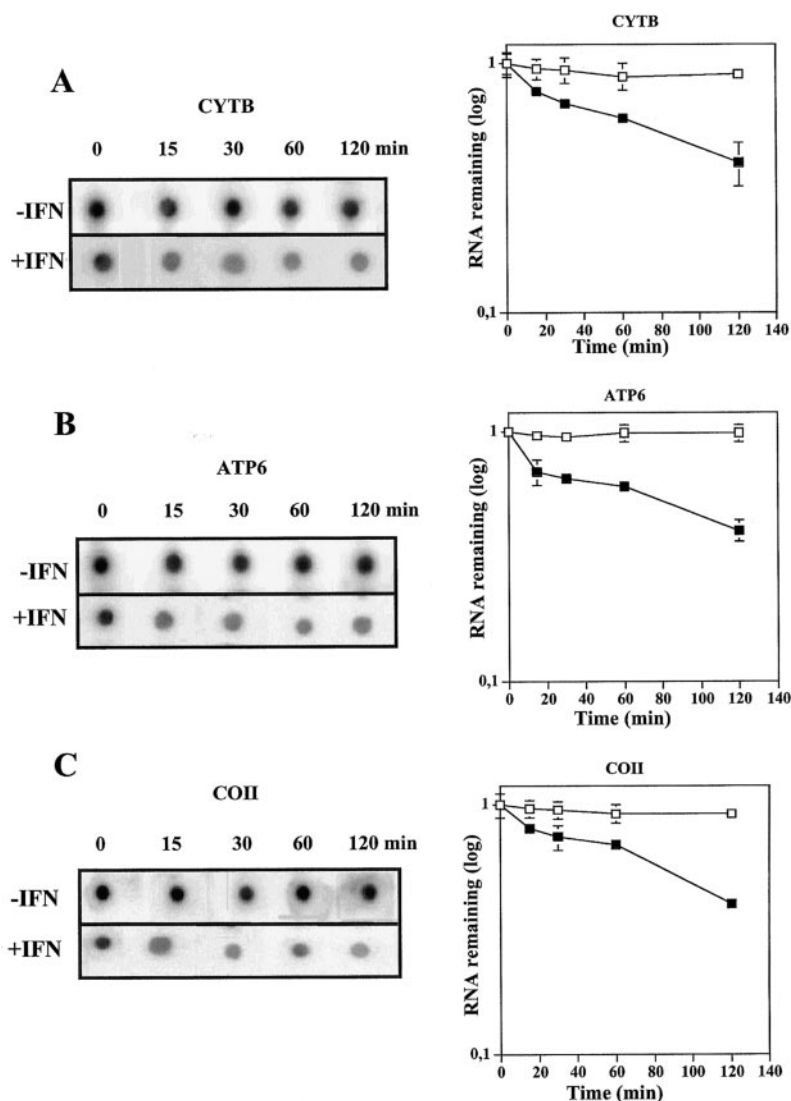 A
CYTB
0 15 30 60 120 min
-IFN
+IFN
CYTB
RNA remaining (log)
1
0,1
0 20 40 60 80 100 120 140
Time (min)
B
ATP6
0 15 30 60 120 min
-IFN
+IFN
ATP6
RNA remaining (log)
1
0,1
0 20 40 60 80 100 120 140
Time (min)
C
COII
0 15 30 60 120 min
-IFN
+IFN
COII
RNA remaining (log)
1
0,1
0 20 40 60 80 100 120 140
Time (min)